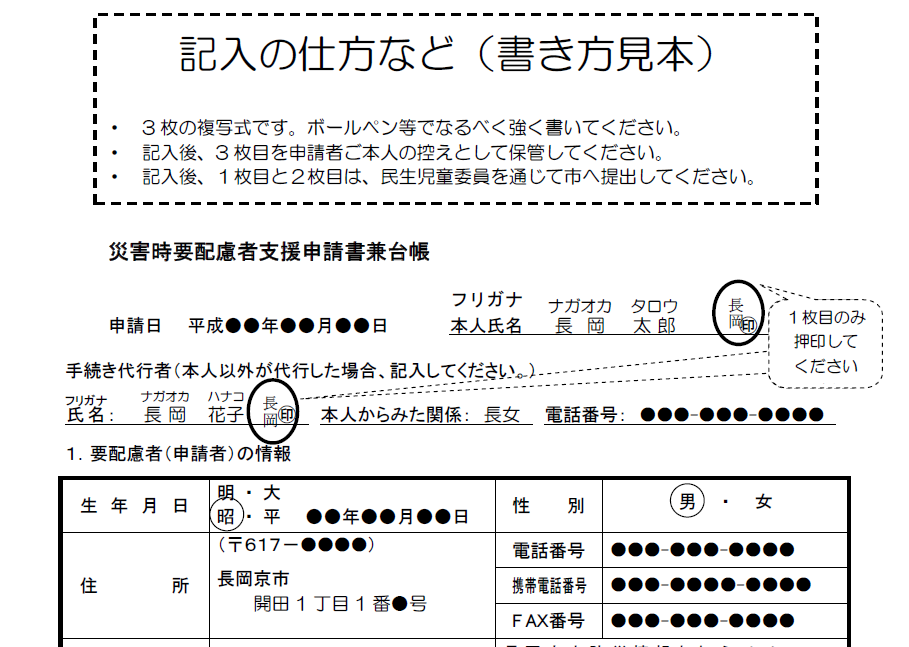 記入の仕方など（書き方見本）
・ 3枚の複写式です。ボールペン等でなるべく強く書いてください。
・ 記入後、3枚目を申請者ご本人の控えとして保管してください。
・ 記入後、1枚目と2枚目は、民生児童委員を通じて市へ提出してください。
災害時要配慮者支援申請書兼台帳
フリガナ ナガオカ タロウ
申請日 平成●●年●●月●●日 本人氏名 長岡 太郎 長岡 印
1枚目のみ
押印して
ください
手続き代行者（本人以外が代行した場合、記入してください。）
フリガナ ナガオカ ハナコ
氏名： 長岡 花子 長岡 印 本人からみた関係： 長女 電話番号： ●●●-●●●-●●●●
1．要配慮者（申請者）の情報
生年月日 明・大
昭・平 ●●年●●月●●日 性別 男・女
住所 （〒617－●●●●）
長岡京市
開田1丁目1番●号
電話番号 ●●●-●●●-●●●●
携帯電話番号 ●●●-●●●●-●●●●
FAX番号 ●●●-●●●-●●●●